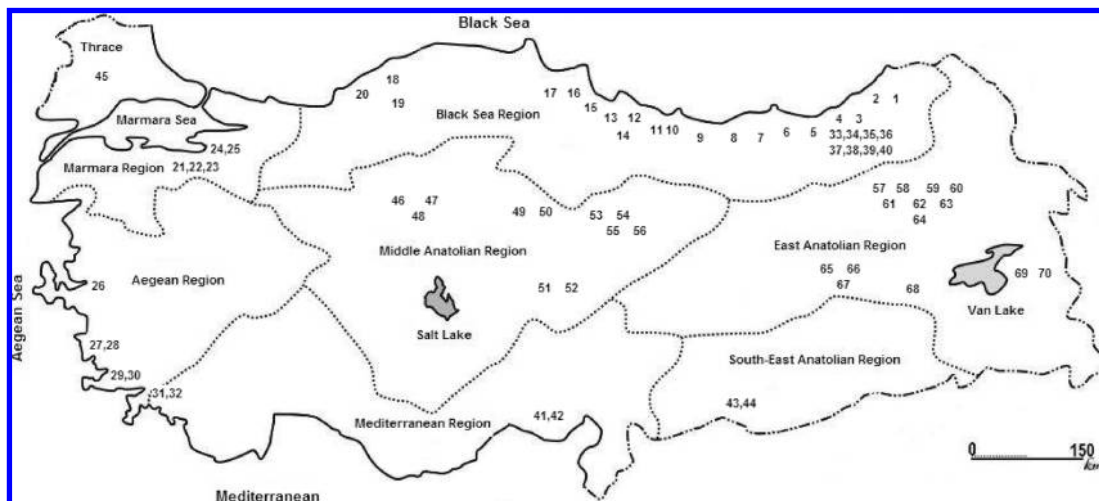 Black Sea
Thrace
45
18
20
19
17 16
15
Black Sea Region
13 12
14
11 10
9
8
7
6
5
2 1
4 3
33,34,35,36
37,38,39,40
Marmara Sea
24,25
Marmara Region
21,22,23
46 47
48
49 50
53 54
55 56
57 58 59 60
61 62 63
64
Middle Anatolian Region
East Anatolian Region
Aegean Sea
26
Aegean Region
65 66
67
68
69 70
51 52
Salt Lake
Van Lake
27,28
29,30
31,32
South-East Anatolian Region
43,44
Mediterranean Region
41,42
0 150
km
Mediterranean